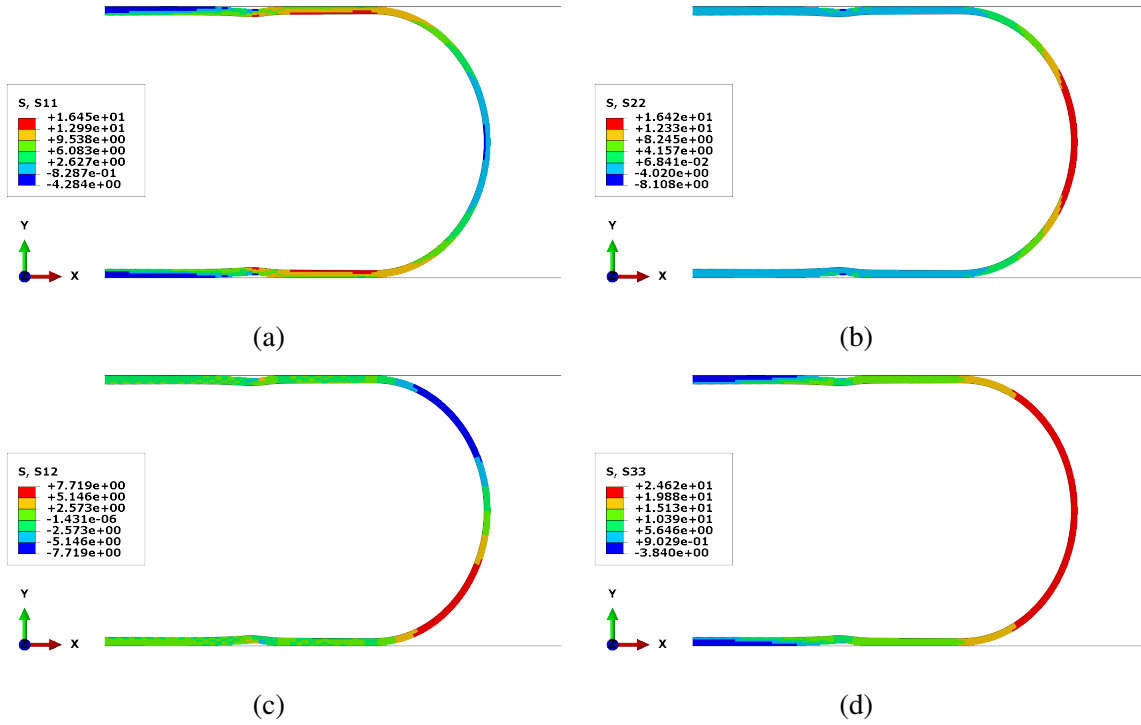 S, S11
+1.645e+01
+1.299e+01
+9.538e+00
+6.083e+00
+2.627e+00
-8.287e-01
-4.284e+00
Y
X
(a)
S, S22
+1.642e+01
+1.233e+01
+8.245e+00
+4.157e+00
+6.841e-02
-4.020e+00
-8.108e+00
Y
X
(b)
S, S12
+7.719e+00
+5.146e+00
+2.573e+00
-1.431e-06
-2.573e+00
-5.146e+00
-7.719e+00
Y
X
(c)
S, S33
+2.462e+01
+1.988e+01
+1.513e+01
+1.039e+01
+5.646e+00
+9.029e-01
-3.840e+00
Y
X
(d)